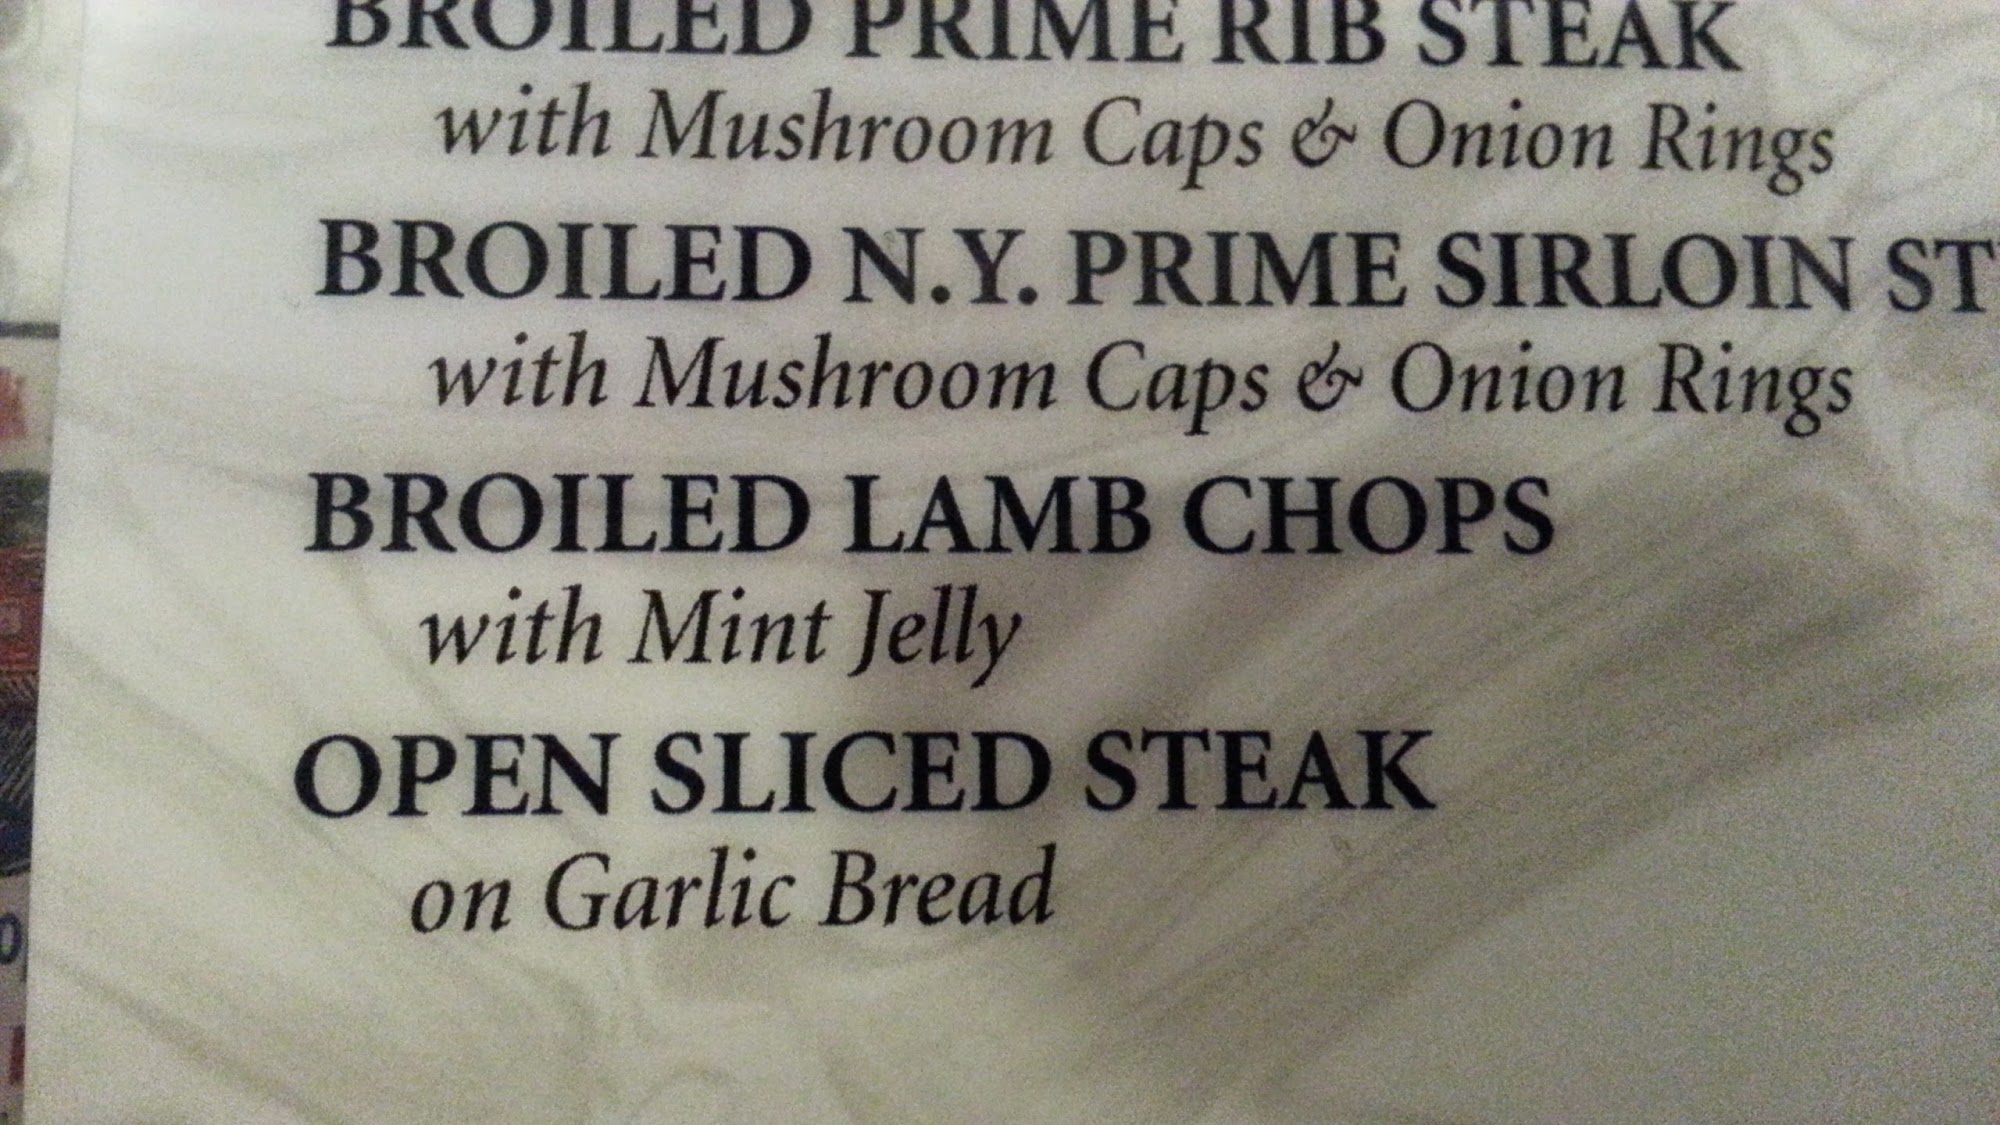 BROILED PRIME RIB STEAK
with Mushroom Caps & Onion Rings
BROILED N.Y. PRIME SIRLOIN ST
with Mushroom Caps & Onion Rings
BROILED LAMB CHOPS
with Mint Jelly
OPEN SLICED STEAK
on Garlic Bread